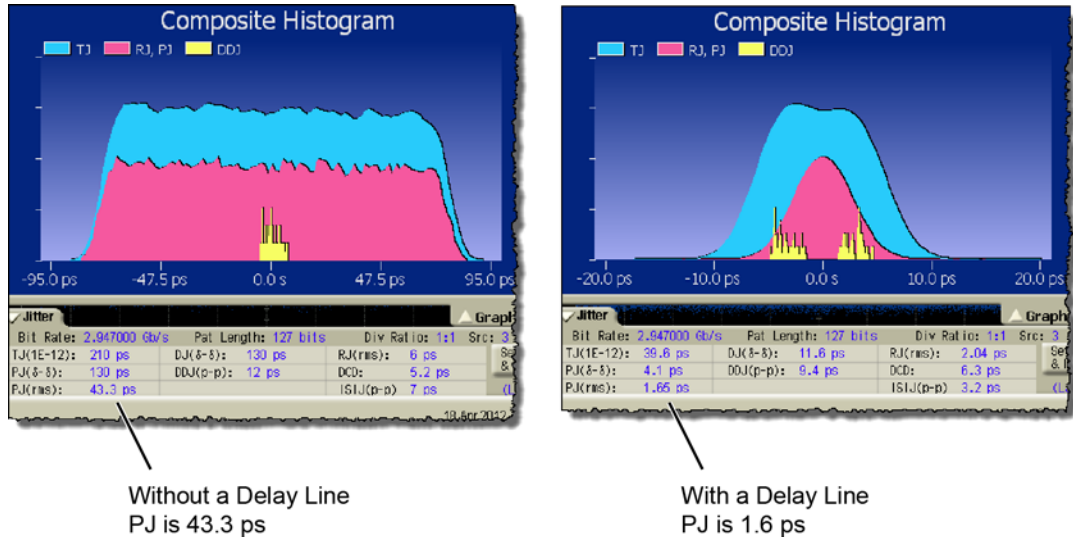 Composite Histogram
TJ RJ, PJ DDJ
-95.0 ps -47.5 ps 0.0 s 47.5 ps 95.0 ps
Jitter Graph
Bit Rate: 2.947000 Gb/s Pat Length: 127 bits Div Ratio: 1:1 Src: 3
TJ(1E-12): 210 ps DJ(δ-δ): 130 ps RJ(rms): 6 ps
PJ(δ-δ): 130 ps DDJ(p-p): 12 ps DCD: 5.2 ps
PJ(rms): 43.3 ps ISIJ(p-p) 7 ps
18 Apr 2012
Without a Delay Line
PJ is 43.3 ps
Composite Histogram
TJ RJ, PJ DDJ
-20.0 ps -10.0 ps 0.0 s 10.0 ps 20.0 ps
Jitter Graph
Bit Rate: 2.947000 Gb/s Pat Length: 127 bits Div Ratio: 1:1 Src: 3
TJ(1E-12): 39.6 ps DJ(δ-δ): 11.6 ps RJ(rms): 2.04 ps
PJ(δ-δ): 4.1 ps DDJ(p-p): 9.4 ps DCD: 6.3 ps
PJ(rms): 1.65 ps ISIJ(p-p) 3.2 ps
With a Delay Line
PJ is 1.6 ps